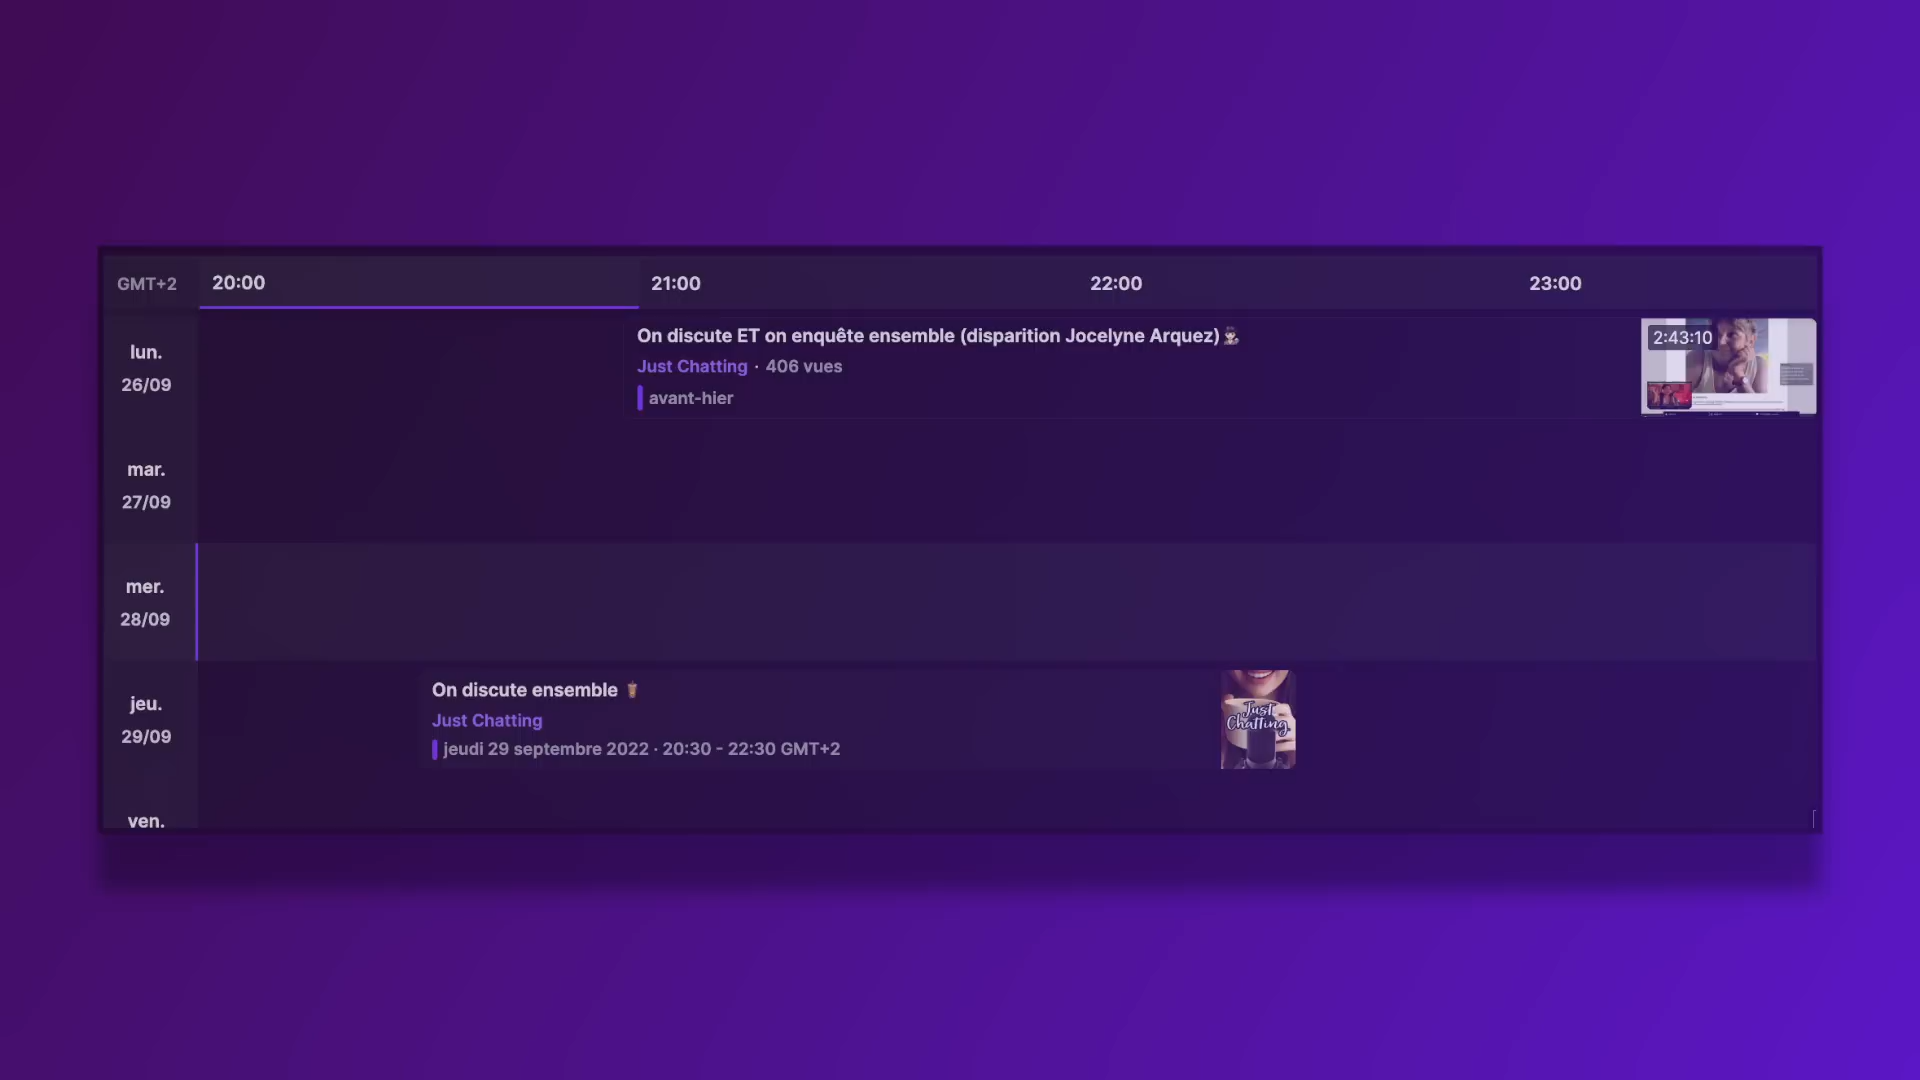 GMT+2 20:00 21:00 22:00 23:00
lun.
26/09
On discute ET on enquête ensemble (disparition Jocelyne Arquez)
Just Chatting · 406 vues
avant-hier
2:43:10
mar.
27/09
mer.
28/09
jeu.
29/09
On discute ensemble
Just Chatting
jeudi 29 septembre 2022 · 20:30 - 22:30 GMT+2
Just
Chatting
ven.